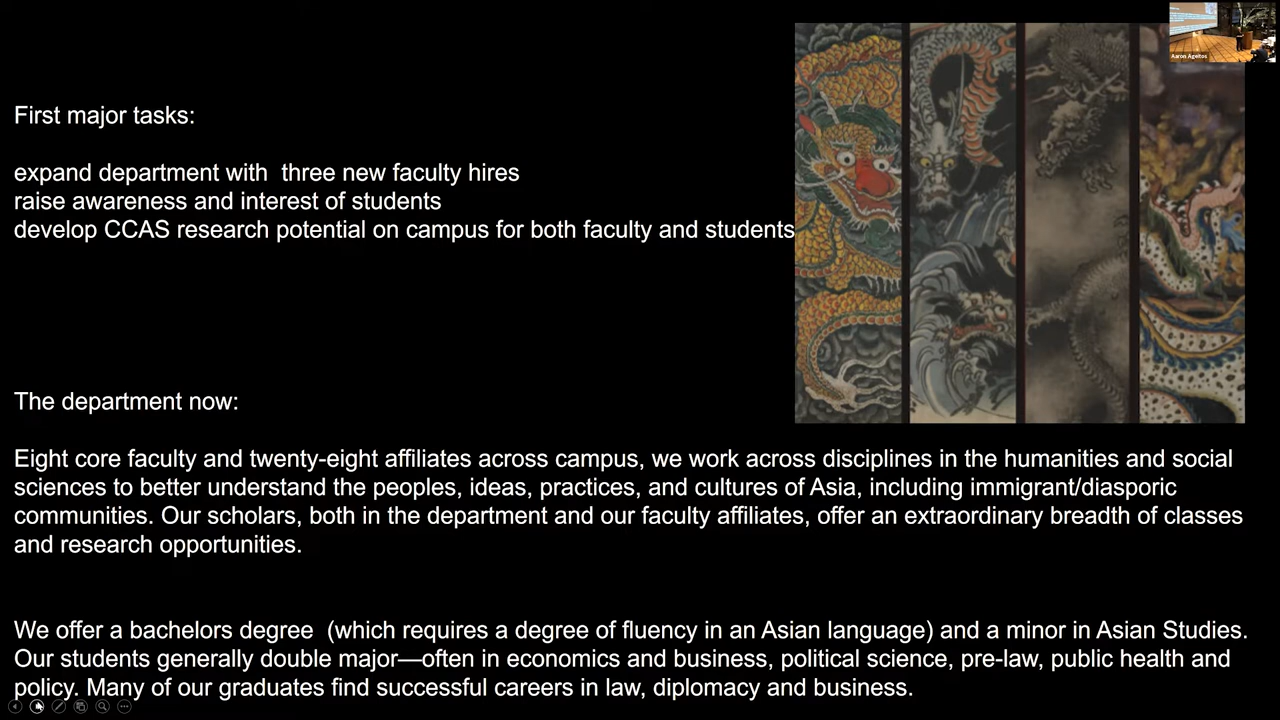 Aaron Ageitos
First major tasks:
expand department with  three new faculty hires
raise awareness and interest of students
develop CCAS research potential on campus for both faculty and students
The department now:
Eight core faculty and twenty-eight affiliates across campus, we work across disciplines in the humanities and social
sciences to better understand the peoples, ideas, practices, and cultures of Asia, including immigrant/diasporic
communities. Our scholars, both in the department and our faculty affiliates, offer an extraordinary breadth of classes
and research opportunities.
We offer a bachelors degree  (which requires a degree of fluency in an Asian language) and a minor in Asian Studies.
Our students generally double major—often in economics and business, political science, pre-law, public health and
policy. Many of our graduates find successful careers in law, diplomacy and business.